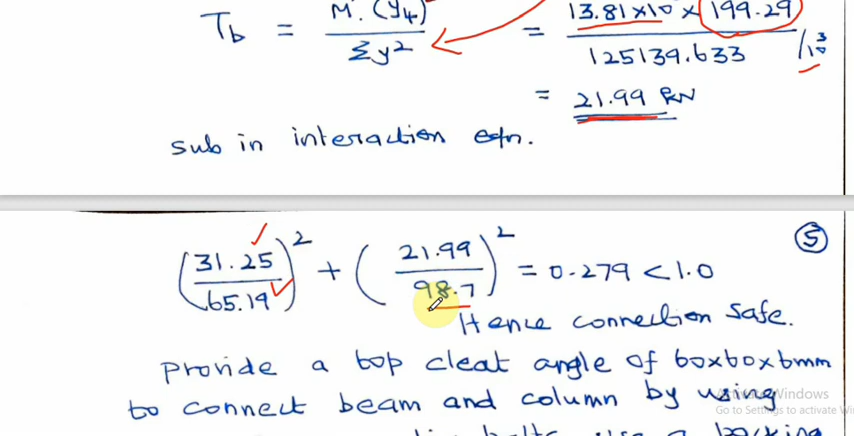 Tb = M. (y4) / Σy² = 13.81×10 × 199.29 / 125139.633 /10³
= 21.99 kN
sub in interaction eqn.
5
(31.25 / 65.19)² + (21.99 / 98.7)² = 0.279 < 1.0
Hence connection safe.
provide a top cleat angle of 60x60x6mm
to connect beam and column by using
Activate Windows
Go to Settings to activate Wi